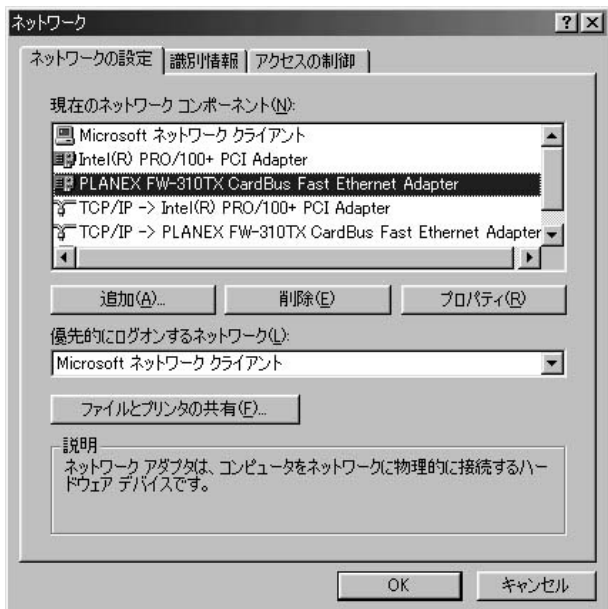 ネットワーク
ネットワークの設定 識別情報 アクセスの制御
現在のネットワーク コンポーネント(N):
Microsoft ネットワーク クライアント
Intel(R) PRO/100+ PCI Adapter
PLANEX FW-310TX CardBus Fast Ethernet Adapter
TCP/IP -> Intel(R) PRO/100+ PCI Adapter
TCP/IP -> PLANEX FW-310TX CardBus Fast Ethernet Adapter
追加(A)... 削除(E) プロパティ(R)
優先的にログオンするネットワーク(L):
Microsoft ネットワーク クライアント
ファイルとプリンタの共有(F)...
説明
ネットワーク アダプタは、コンピュータをネットワークに物理的に接続するハー
ドウェア デバイスです。
OK キャンセル